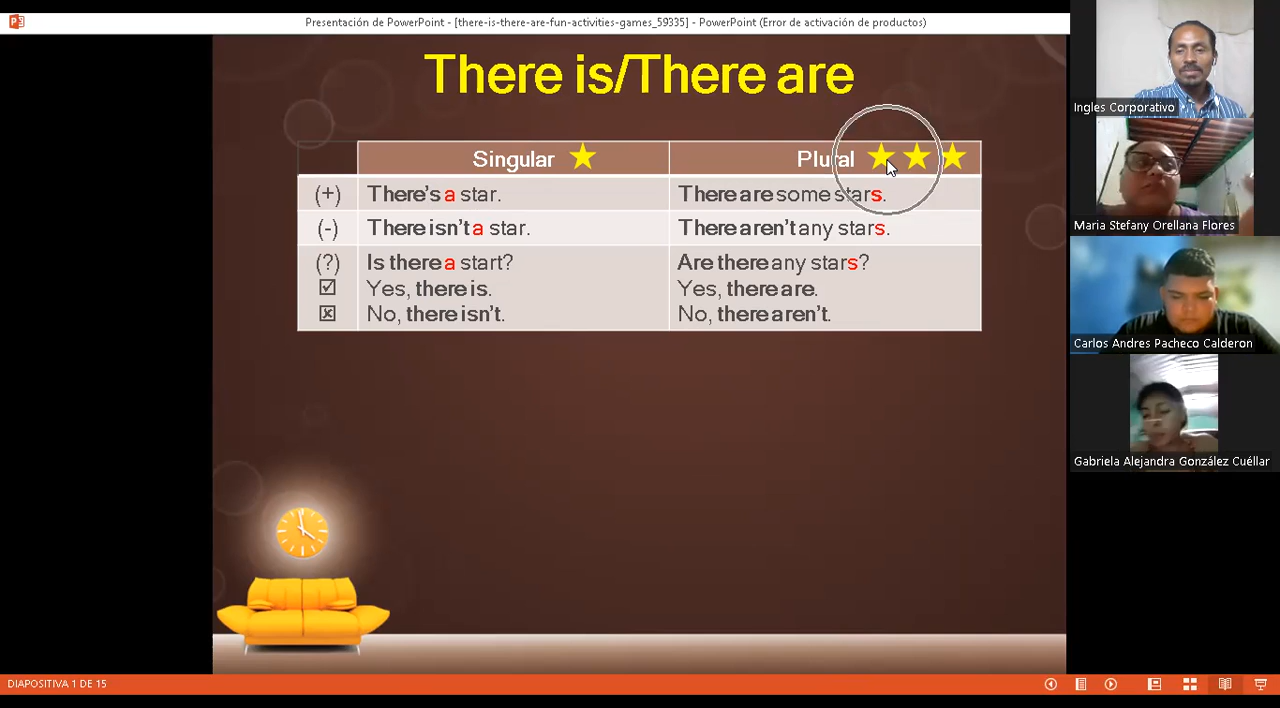 Presentación de PowerPoint - [there-is-there-are-fun-activities-games_59335] - PowerPoint (Error de activación de productos)
There is/There are
Singular Plural
(+) There's a star. There are some stars.
(-) There isn't a star. There aren't any stars.
(?) Is there a start? Are there any stars?
Yes, there is. Yes, there are.
No, there isn't. No, there aren't.
Ingles Corporativo
Maria Stefany Orellana Flores
Carlos Andres Pacheco Calderon
Gabriela Alejandra González Cuéllar
DIAPOSITIVA 1 DE 15